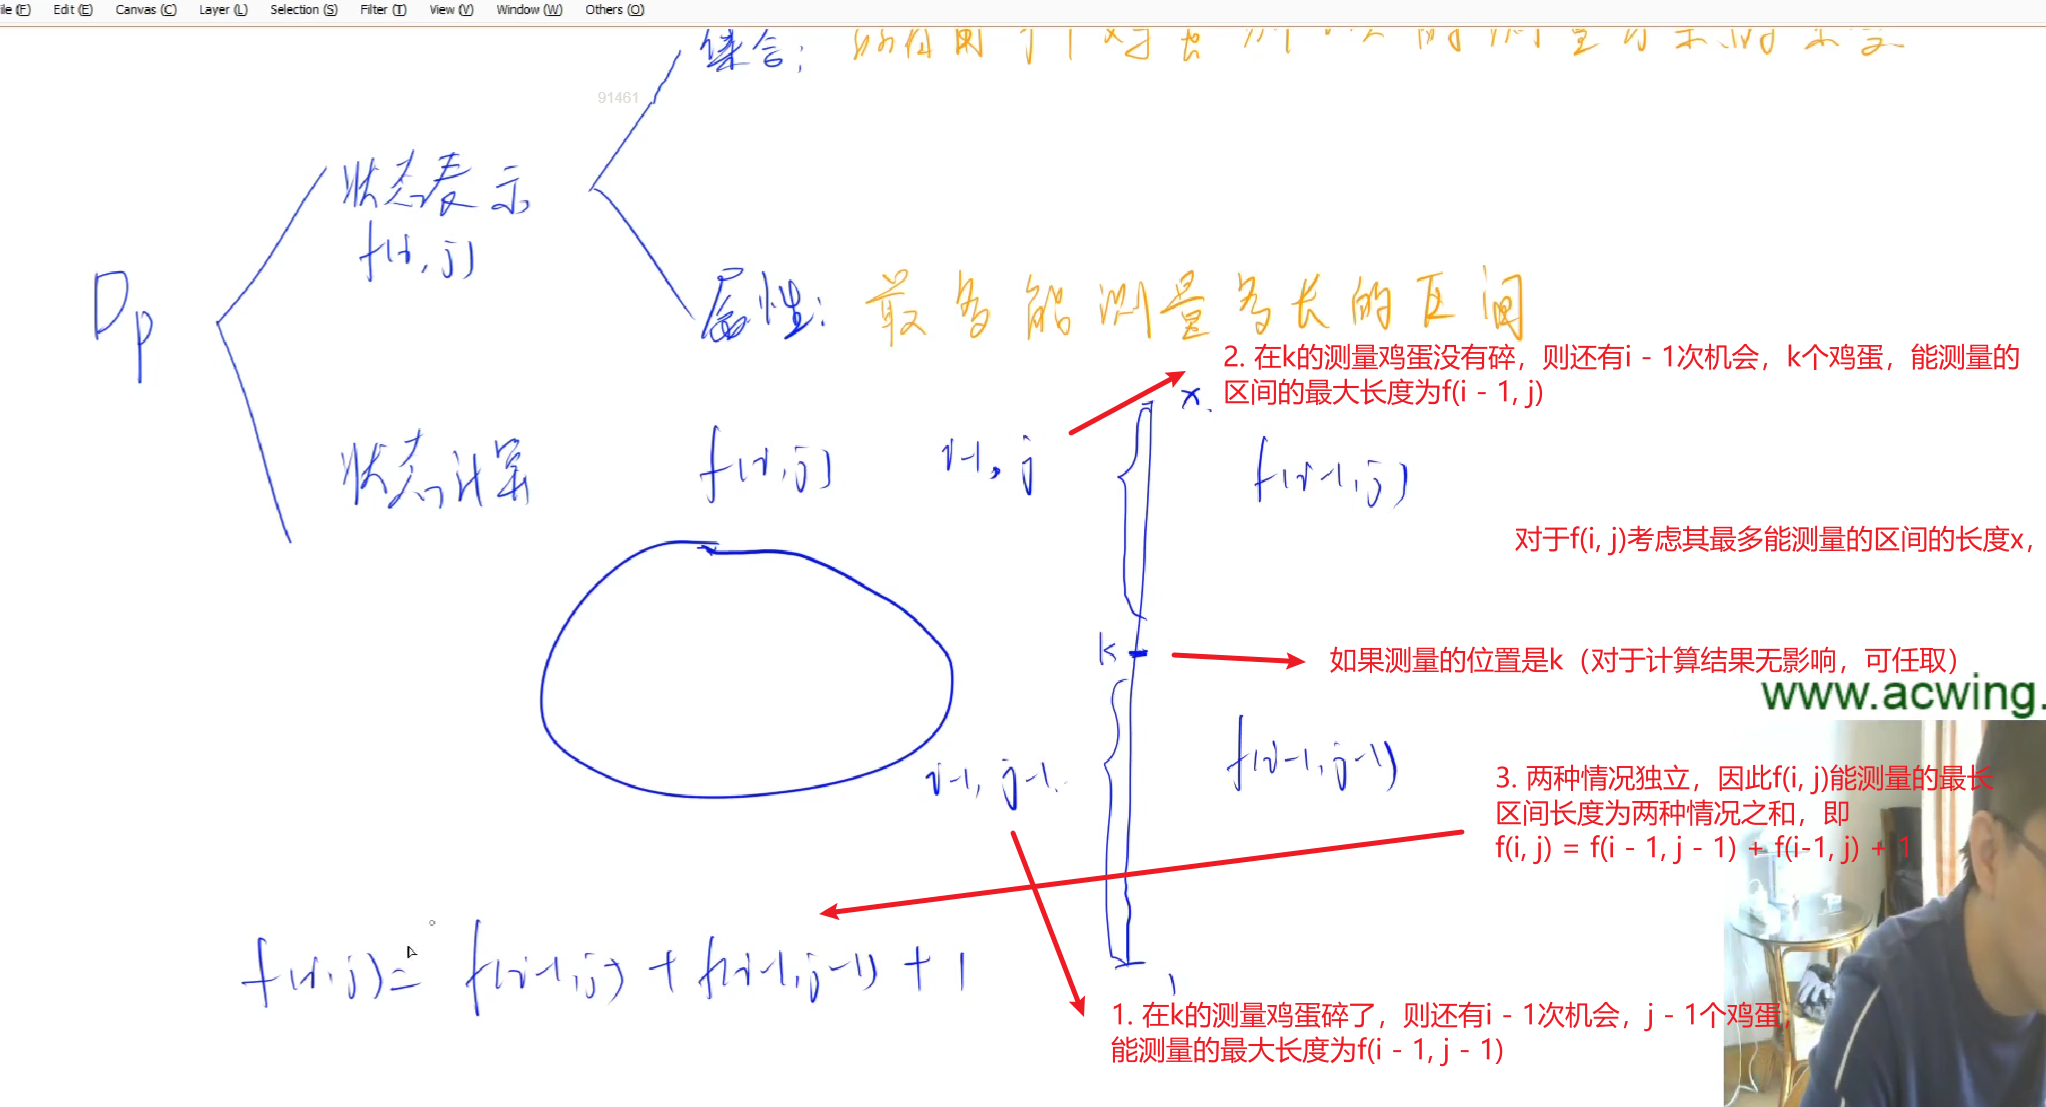 File (F) Edit (E) Canvas (C) Layer (L) Selection (S) Filter (T) View (V) Window (W) Others (O)
集合:
91461
状态表示
f(i, j)
Dp
属性: 最多能测量多长的区间
2. 在k的测量鸡蛋没有碎，则还有i - 1次机会，k个鸡蛋，能测量的
区间的最大长度为f(i - 1, j)
x
状态计算 f(i, j) i-1, j f(i-1, j)
对于f(i, j)考虑其最多能测量的区间的长度x，
k 如果测量的位置是k（对于计算结果无影响，可任取）
www.acwing.
i-1, j-1 f(i-1, j-1)
3. 两种情况独立，因此f(i, j)能测量的最长
区间长度为两种情况之和，即
f(i, j) = f(i - 1, j - 1) + f(i-1, j) + 1
f(i, j) = f(i-1, j) + f(i-1, j-1) + 1
1. 在k的测量鸡蛋碎了，则还有i - 1次机会，j - 1个鸡蛋，
能测量的最大长度为f(i - 1, j - 1)